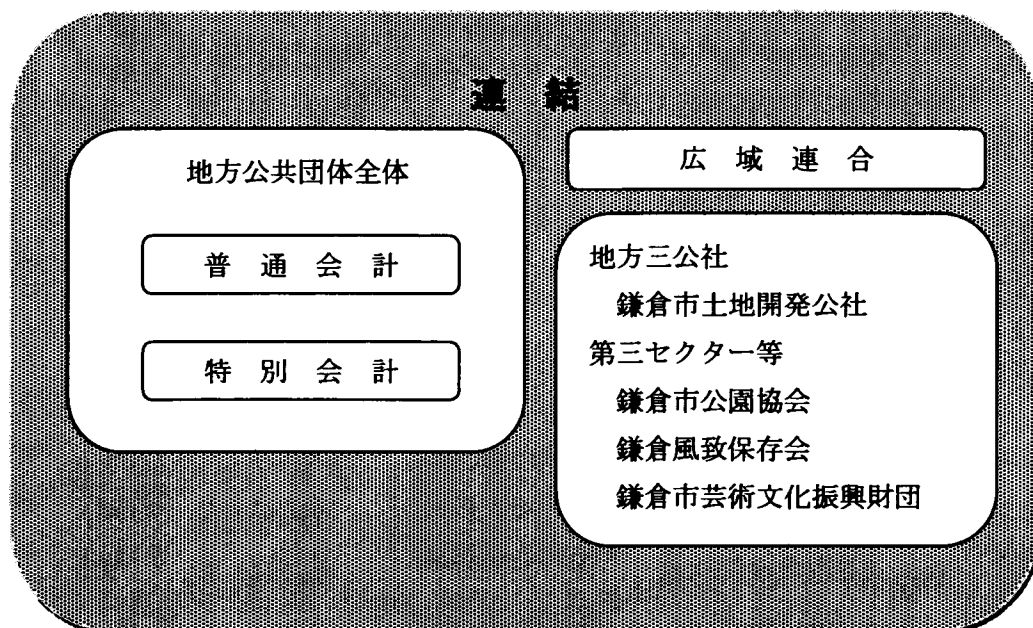 連結
地方公共団体全体
普通会計
特別会計
広域連合
地方三公社
鎌倉市土地開発公社
第三セクター等
鎌倉市公園協会
鎌倉風致保存会
鎌倉市芸術文化振興財団